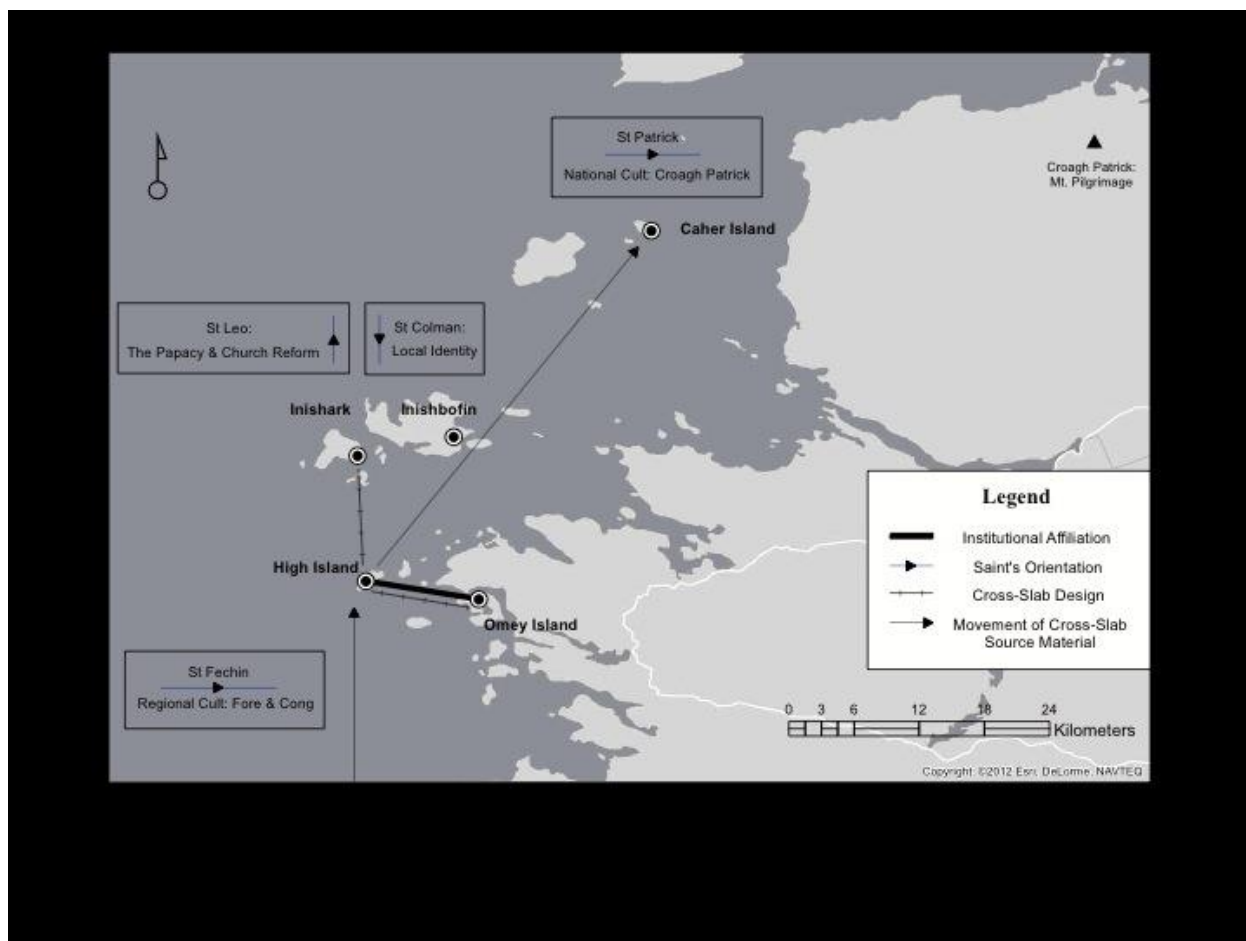 St Patrick
National Cult: Croagh Patrick
Croagh Patrick:
Mt. Pilgrimage
Caher Island
St Leo:
The Papacy & Church Reform
St Colman:
Local Identity
Inishark
Inishbofin
High Island
Omey Island
St Fechin
Regional Cult: Fore & Cong
Legend
Institutional Affiliation
Saint's Orientation
Cross-Slab Design
Movement of Cross-Slab
Source Material
0 3 6 12 18 24
Kilometers
Copyright: ©2012 Esri, DeLorme, NAVTEQ